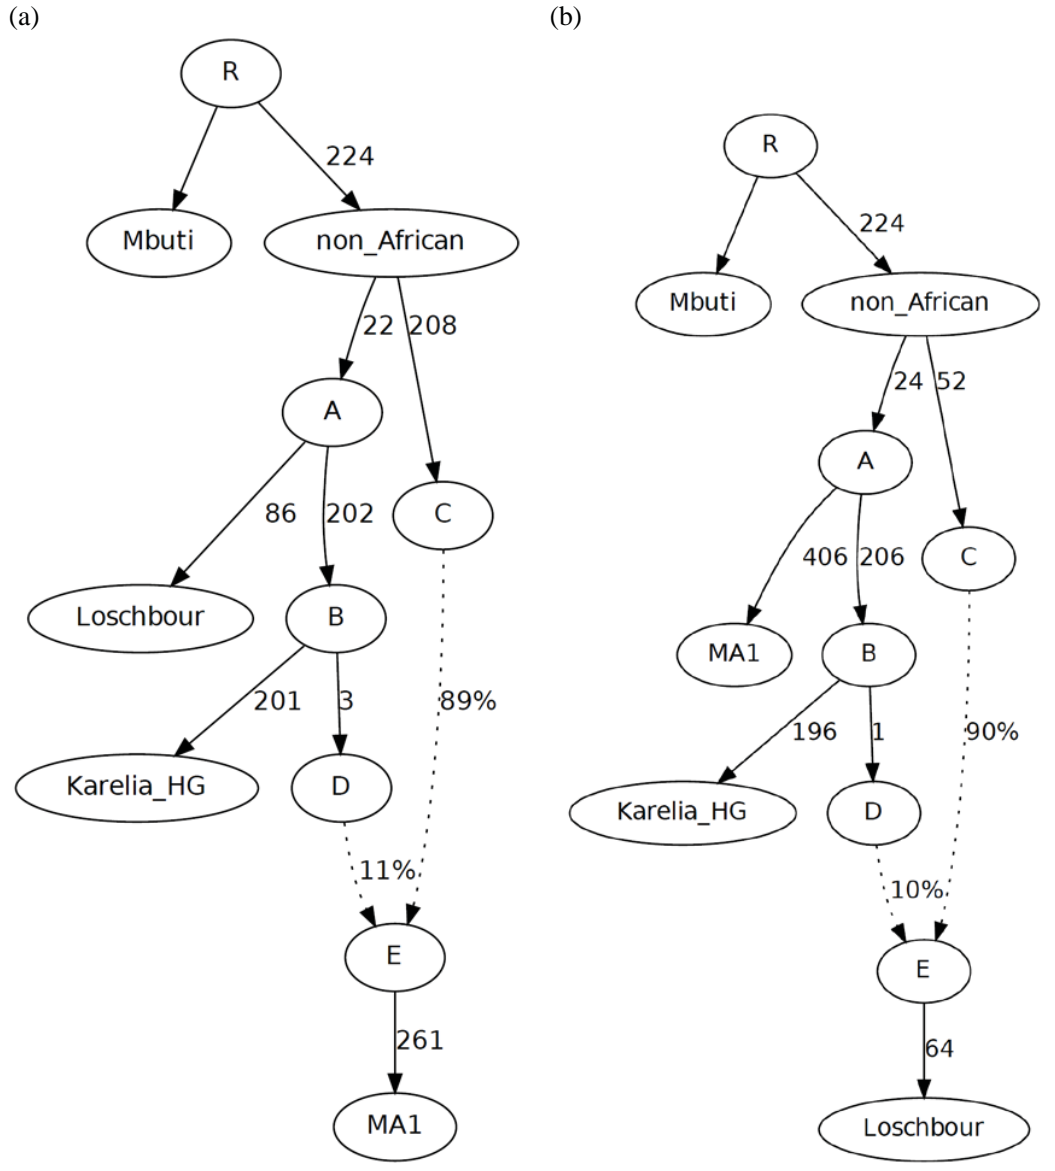 (a)
R
224
Mbuti
non_African
22
208
A
86
202
C
Loschbour
B
201
3
89%
Karelia_HG
D
11%
E
261
MA1
(b)
R
224
Mbuti
non_African
24
52
A
406
206
C
MA1
B
196
1
90%
Karelia_HG
D
10%
E
64
Loschbour